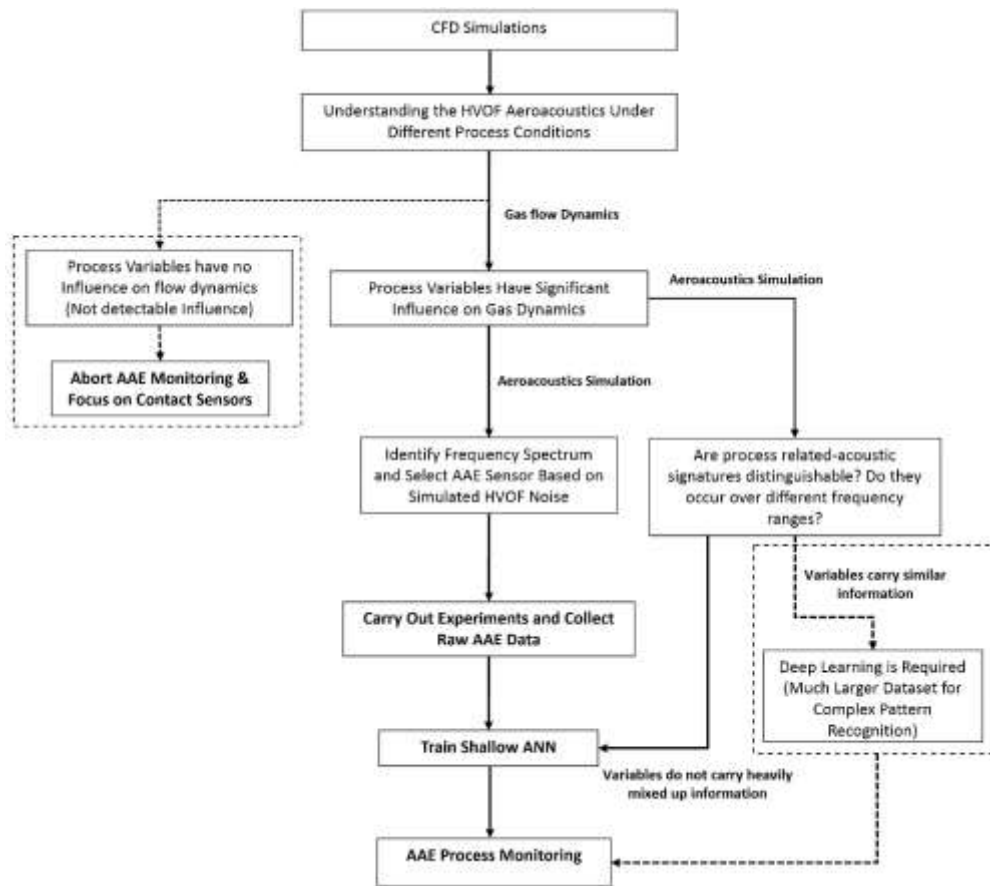 CFD Simulations
Understanding the HVOF Aeroacoustics Under
Different Process Conditions
Gas flow Dynamics
Process Variables have no
Influence on flow dynamics
(Not detectable Influence)
Abort AAE Monitoring &
Focus on Contact Sensors
Process Variables Have Significant
Influence on Gas Dynamics
Aeroacoustics Simulation
Aeroacoustics Simulation
Identify Frequency Spectrum
and Select AAE Sensor Based on
Simulated HVOF Noise
Are process related-acoustic
signatures distinguishable? Do they
occur over different frequency
ranges?
Variables carry similar
information
Carry Out Experiments and Collect
Raw AAE Data
Deep Learning is Required
(Much Larger Dataset for
Complex Pattern
Recognition)
Train Shallow ANN
Variables do not carry heavily
mixed up information
AAE Process Monitoring